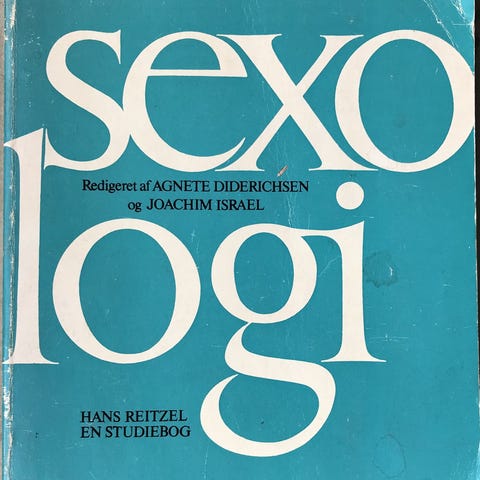 sexo
Redigeret af AGNETE DIDERICHSEN
og JOACHIM ISRAEL
logi
HANS REITZEL
EN STUDIEBOG